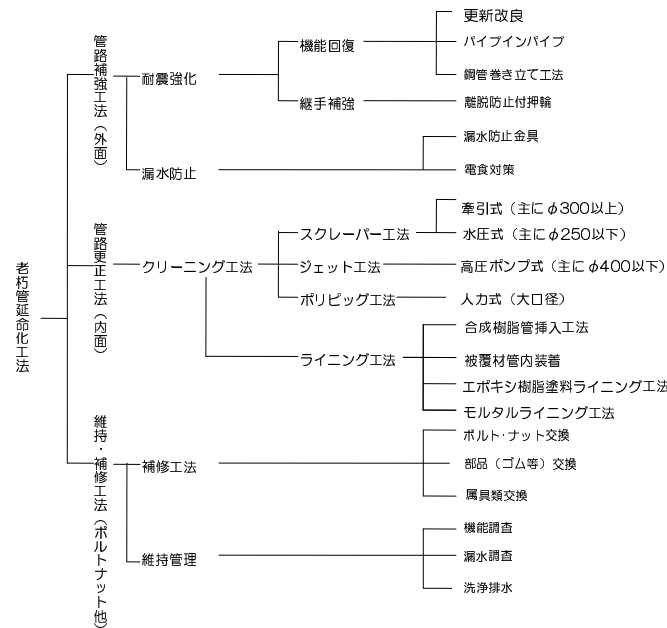 老朽管延命化工法
管路補強工法（外面）
耐震強化
機能回復
更新改良
パイプインパイプ
鋼管巻き立て工法
継手補強
離脱防止付押輪
漏水防止
漏水防止金具
電食対策
管路更正工法（内面）
クリーニング工法
スクレーパー工法
牽引式（主にφ300以上）
水圧式（主にφ250以下）
ジェット工法
高圧ポンプ式（主にφ400以下）
ポリピッグ工法
人力式（大口径）
ライニング工法
合成樹脂管挿入工法
被覆材管内装着
エポキシ樹脂塗料ライニング工法
モルタルライニング工法
維持・補修工法（ボルトナット他）
補修工法
ボルト・ナット交換
部品（ゴム等）交換
属具類交換
維持管理
機能調査
漏水調査
洗浄排水